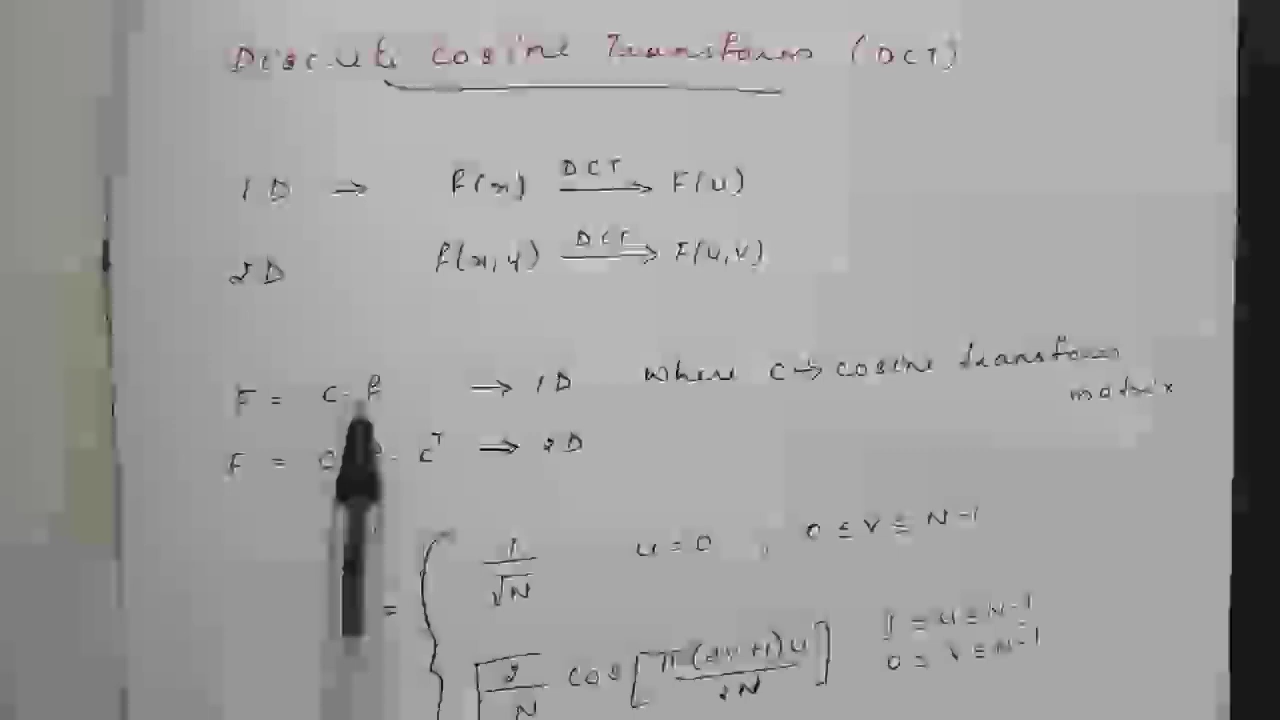 Discrete Cosine Transform (DCT)
1D ⇒ f(x) DCT→ F(u)
2D f(x,y) DCT→ F(u,v)
F = C·f → 1D where C → cosine transform
matrix
F = C · Cᵀ ⇒ 2D
= { 1/√N u = 0 , 0 ≤ v ≤ N-1
√2/N cos[π(2v+1)u/2N] 1 ≤ u ≤ N-1
0 ≤ v ≤ N-1